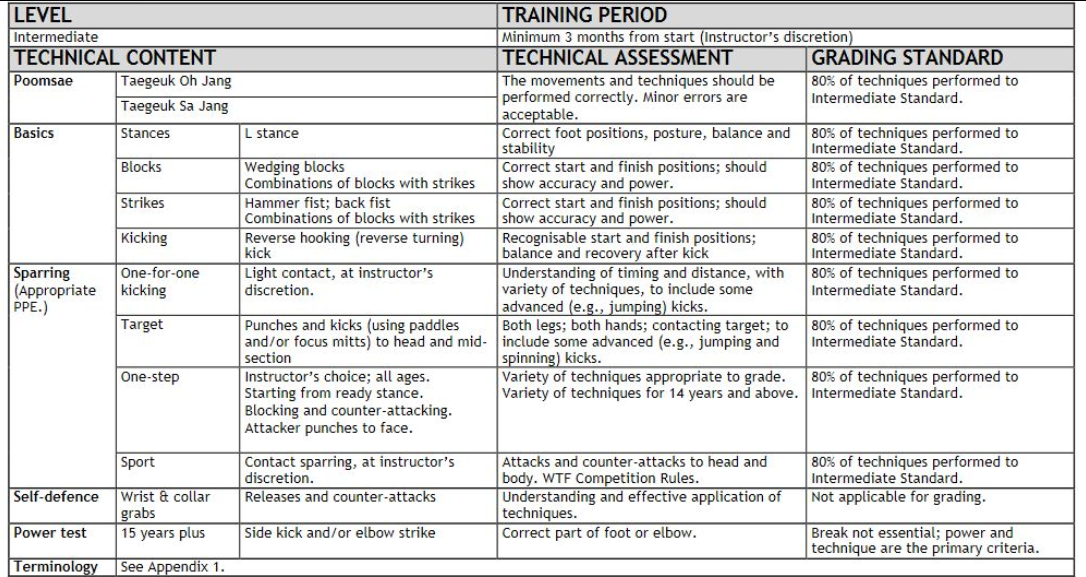 LEVEL
TRAINING PERIOD
Intermediate
Minimum 3 months from start (Instructor's discretion)
TECHNICAL CONTENT
TECHNICAL ASSESSMENT
GRADING STANDARD
Poomsae
Taegeuk Oh Jang
Taegeuk Sa Jang
The movements and techniques should be
performed correctly. Minor errors are
acceptable.
80% of techniques performed to
Intermediate Standard.
Basics
Stances
L stance
Correct foot positions, posture, balance and
stability
80% of techniques performed to
Intermediate Standard.
Blocks
Wedging blocks
Combinations of blocks with strikes
Correct start and finish positions; should
show accuracy and power.
80% of techniques performed to
Intermediate Standard.
Strikes
Hammer fist; back fist
Combinations of blocks with strikes
Correct start and finish positions; should
show accuracy and power.
80% of techniques performed to
Intermediate Standard.
Kicking
Reverse hooking (reverse turning)
kick
Recognisable start and finish positions;
balance and recovery after kick
80% of techniques performed to
Intermediate Standard.
Sparring
(Appropriate
PPE.)
One-for-one
kicking
Light contact, at instructor's
discretion.
Understanding of timing and distance, with
variety of techniques, to include some
advanced (e.g., jumping) kicks.
80% of techniques performed to
Intermediate Standard.
Target
Punches and kicks (using paddles
and/or focus mitts) to head and mid-
section
Both legs; both hands; contacting target; to
include some advanced (e.g., jumping and
spinning) kicks.
80% of techniques performed to
Intermediate Standard.
One-step
Instructor's choice; all ages.
Starting from ready stance.
Blocking and counter-attacking.
Attacker punches to face.
Variety of techniques appropriate to grade.
Variety of techniques for 14 years and above.
80% of techniques performed to
Intermediate Standard.
Sport
Contact sparring, at instructor's
discretion.
Attacks and counter-attacks to head and
body. WTF Competition Rules.
80% of techniques performed to
Intermediate Standard.
Self-defence
Wrist & collar
grabs
Releases and counter-attacks
Understanding and effective application of
techniques.
Not applicable for grading.
Power test
15 years plus
Side kick and/or elbow strike
Correct part of foot or elbow.
Break not essential; power and
technique are the primary criteria.
Terminology
See Appendix 1.